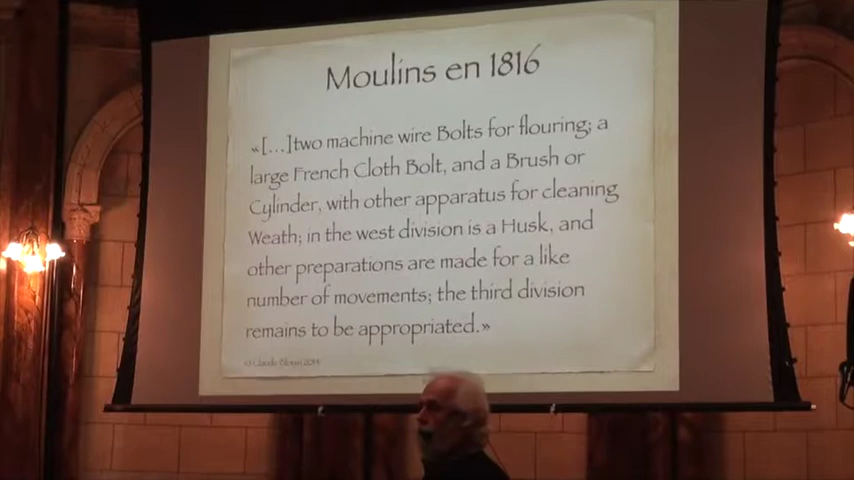 Moulins en 1816
«[...]two machine wire Bolts for flouring; a
large French Cloth Bolt, and a Brush or
Cylinder, with other apparatus for cleaning
Weath; in the west division is a Husk, and
other preparations are made for a like
number of movements; the third division
remains to be appropriated.»
© Claude